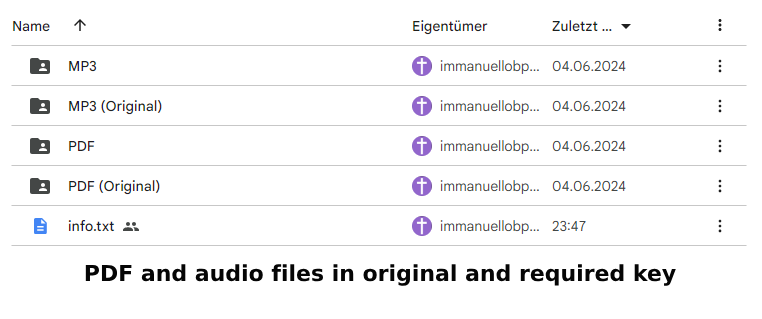 Name Eigentümer Zuletzt ...
MP3 immanuellobp... 04.06.2024
MP3 (Original) immanuellobp... 04.06.2024
PDF immanuellobp... 04.06.2024
PDF (Original) immanuellobp... 04.06.2024
info.txt immanuellobp... 23:47
PDF and audio files in original and required key